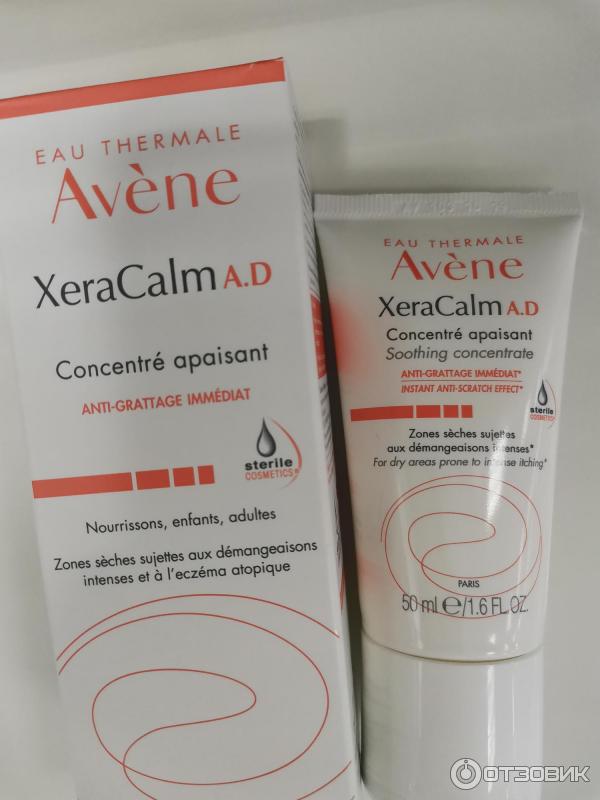 EAU THERMALE
Avène
XeraCalm A.D
Concentré apaisant
ANTI-GRATTAGE IMMÉDIAT
sterile
COSMETICS®
Nourrissons, enfants, adultes
Zones sèches sujettes aux démangeaisons
intenses et à l'eczéma atopique
EAU THERMALE
Avène
XeraCalm A.D
Concentré apaisant
Soothing concentrate
ANTI-GRATTAGE IMMÉDIAT*
INSTANT ANTI-SCRATCH EFFECT*
sterile
COSMETICS®
Zones sèches sujettes
aux démangeaisons intenses*
For dry areas prone to intense itching*
PARIS
50 ml e/1.6 FL.OZ.
ОТЗОВИК